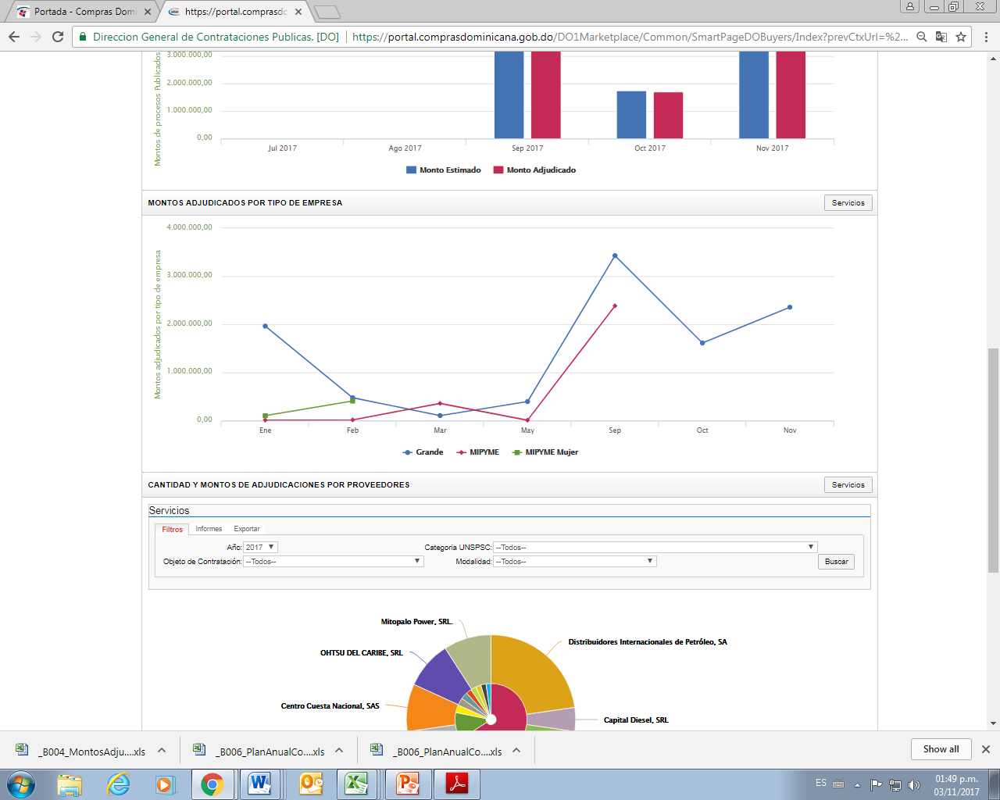 Portada - Compras Domi
https://portal.comprasdo
Direccion General de Contrataciones Publicas. [DO]
https://portal.comprasdominicana.gob.do/DO1Marketplace/Common/SmartPageDOBuyers/Index?prevCtxUrl=%2...
Montos de procesos Publicados
3.000.000,00
2.000.000,00
1.000.000,00
0,00
Jul 2017
Ago 2017
Sep 2017
Oct 2017
Nov 2017
Monto Estimado
Monto Adjudicado
MONTOS ADJUDICADOS POR TIPO DE EMPRESA
Servicios
Montos adjudicados por tipo de empresa
4.000.000,00
3.000.000,00
2.000.000,00
1.000.000,00
0,00
Ene
Feb
Mar
May
Sep
Oct
Nov
Grande
MIPYME
MIPYME Mujer
CANTIDAD Y MONTOS DE ADJUDICACIONES POR PROVEEDORES
Servicios
Servicios
Filtros
Informes
Exportar
Año:
2017
Categoria UNSPSC:
--Todos--
Objeto de Contratación:
--Todos--
Modalidad:
--Todos--
Buscar
Mitopalo Power, SRL.
Distribuidores Internacionales de Petróleo, SA
OHTSU DEL CARIBE, SRL
Centro Cuesta Nacional, SAS
Capital Diesel, SRL
_B004_MontosAdju....xls
_B006_PlanAnualCo....xls
_B006_PlanAnualCo....xls
Show all
ES
01:49 p.m.
03/11/2017